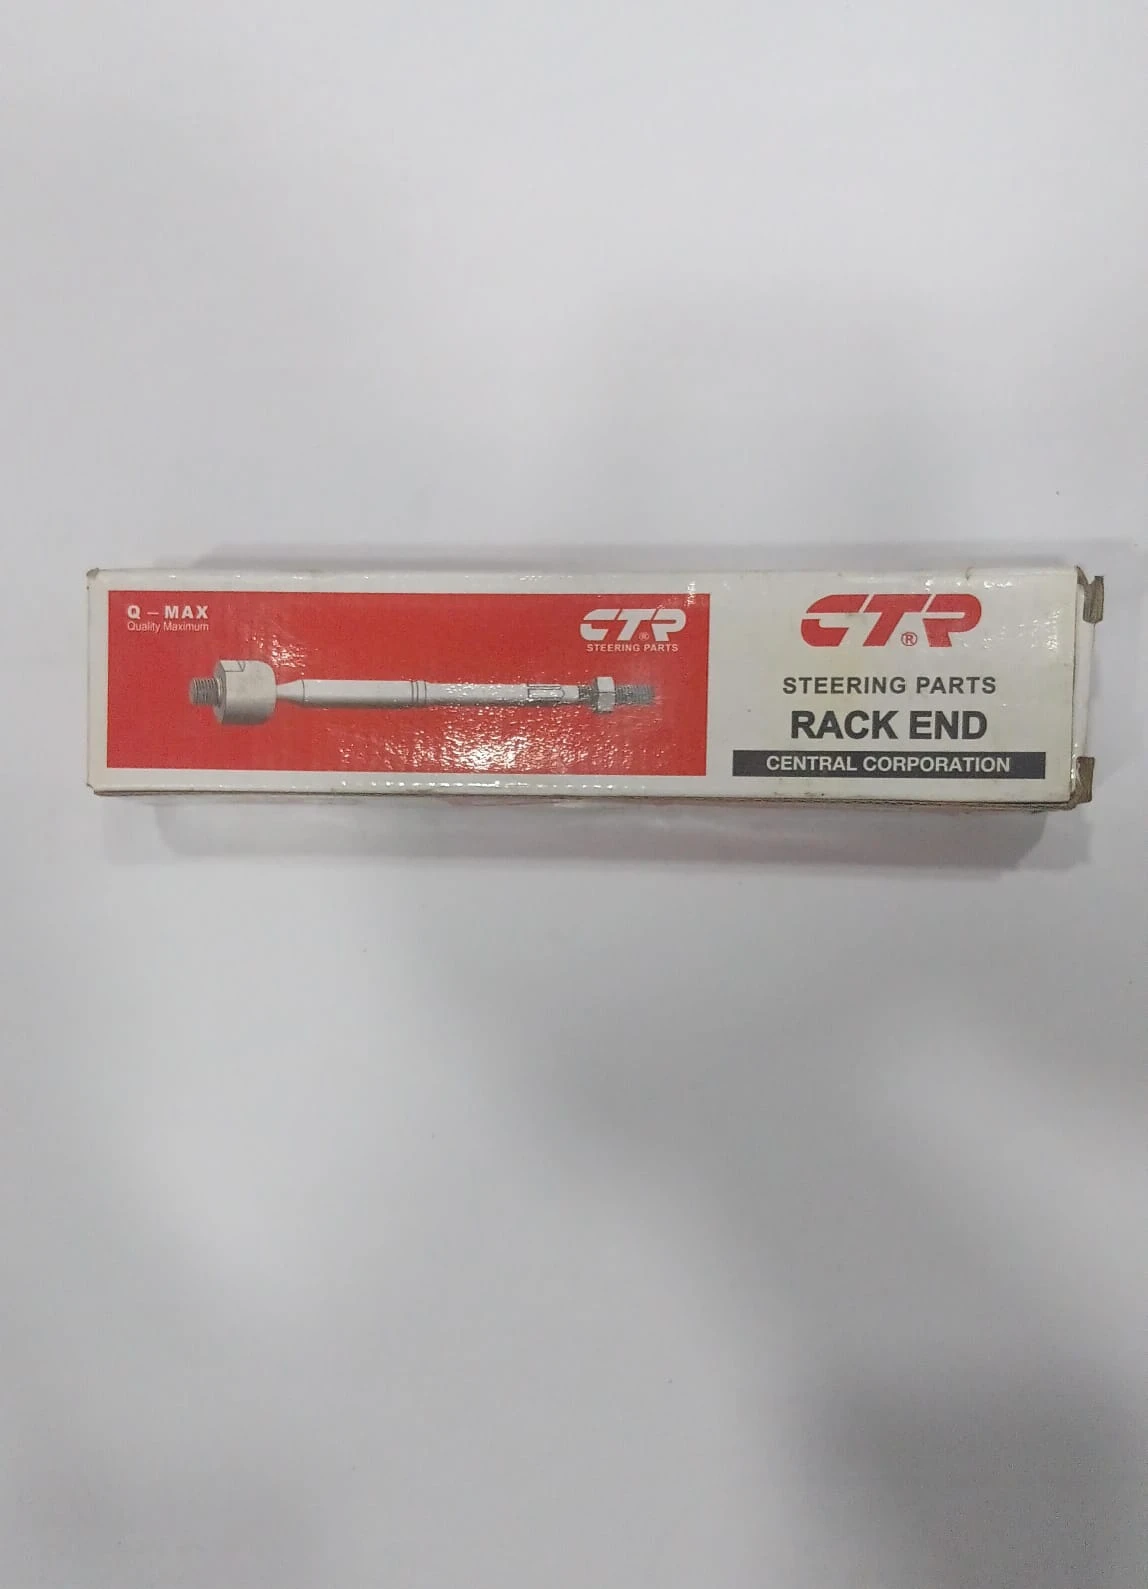 Q – MAX
Quality Maximum
CTR®
STEERING PARTS
CTR®
STEERING PARTS
RACK END
CENTRAL CORPORATION